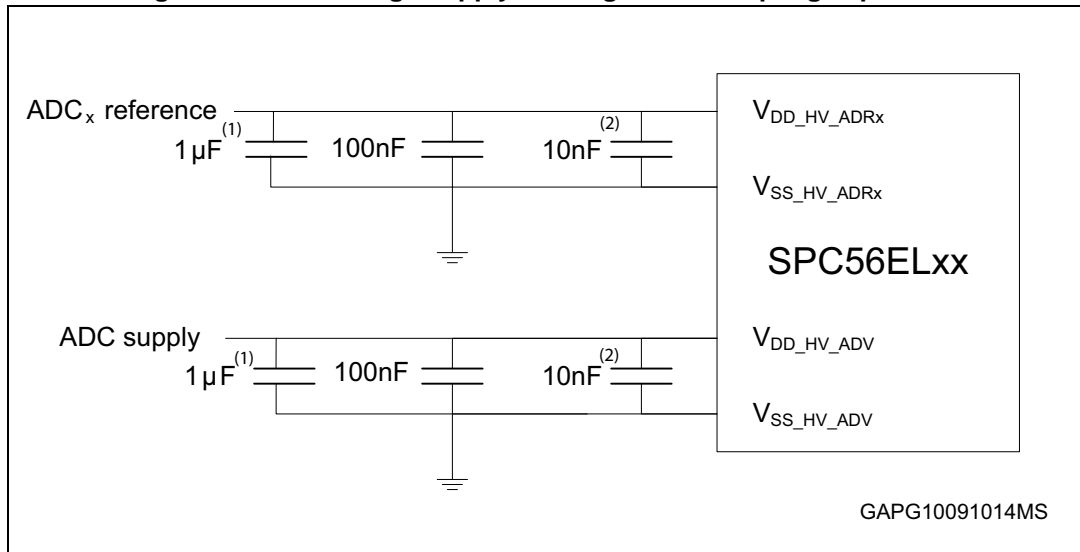 ADCx reference
1µF(1)
100nF
10nF(2)
VDD_HV_ADRx
VSS_HV_ADRx
SPC56ELxx
ADC supply
1µF(1)
100nF
10nF(2)
VDD_HV_ADV
VSS_HV_ADV
GAPG10091014MS